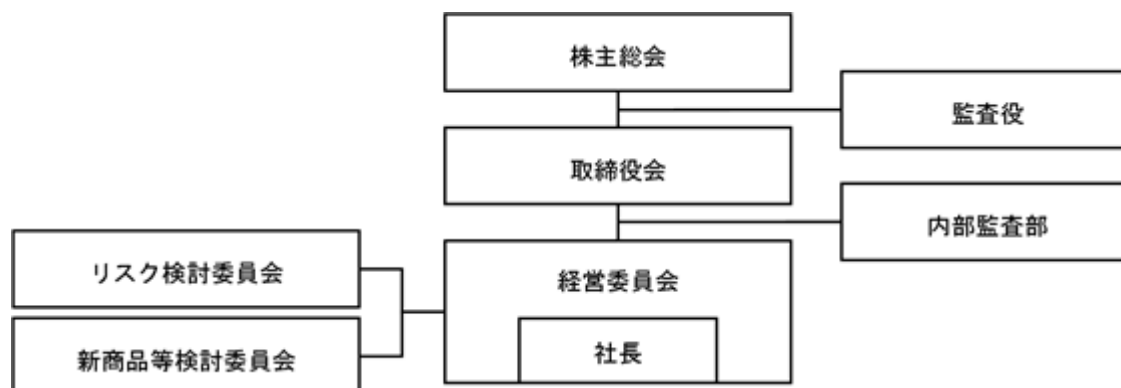 株主総会
監査役
取締役会
内部監査部
リスク検討委員会
経営委員会
新商品等検討委員会
社長